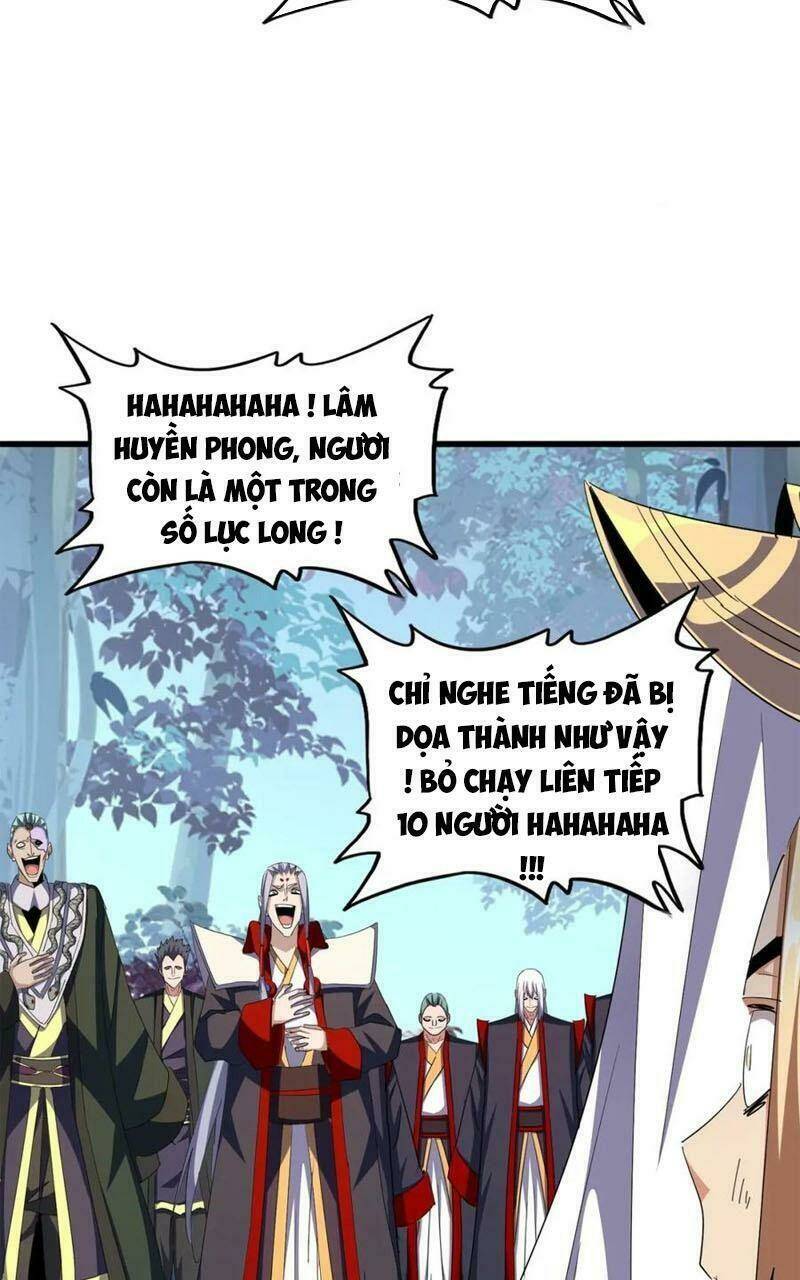 HAHAHAHAHA ! LÂM
HUYỀN PHONG, NGƯƠI
CÒN LÀ MỘT TRONG
SỐ LỤC LONG !
CHỈ NGHE TIẾNG ĐÃ BỊ
DỌA THÀNH NHƯ VẬY
! BỎ CHẠY LIÊN TIẾP
10 NGƯỜI HAHAHAHA
!!!